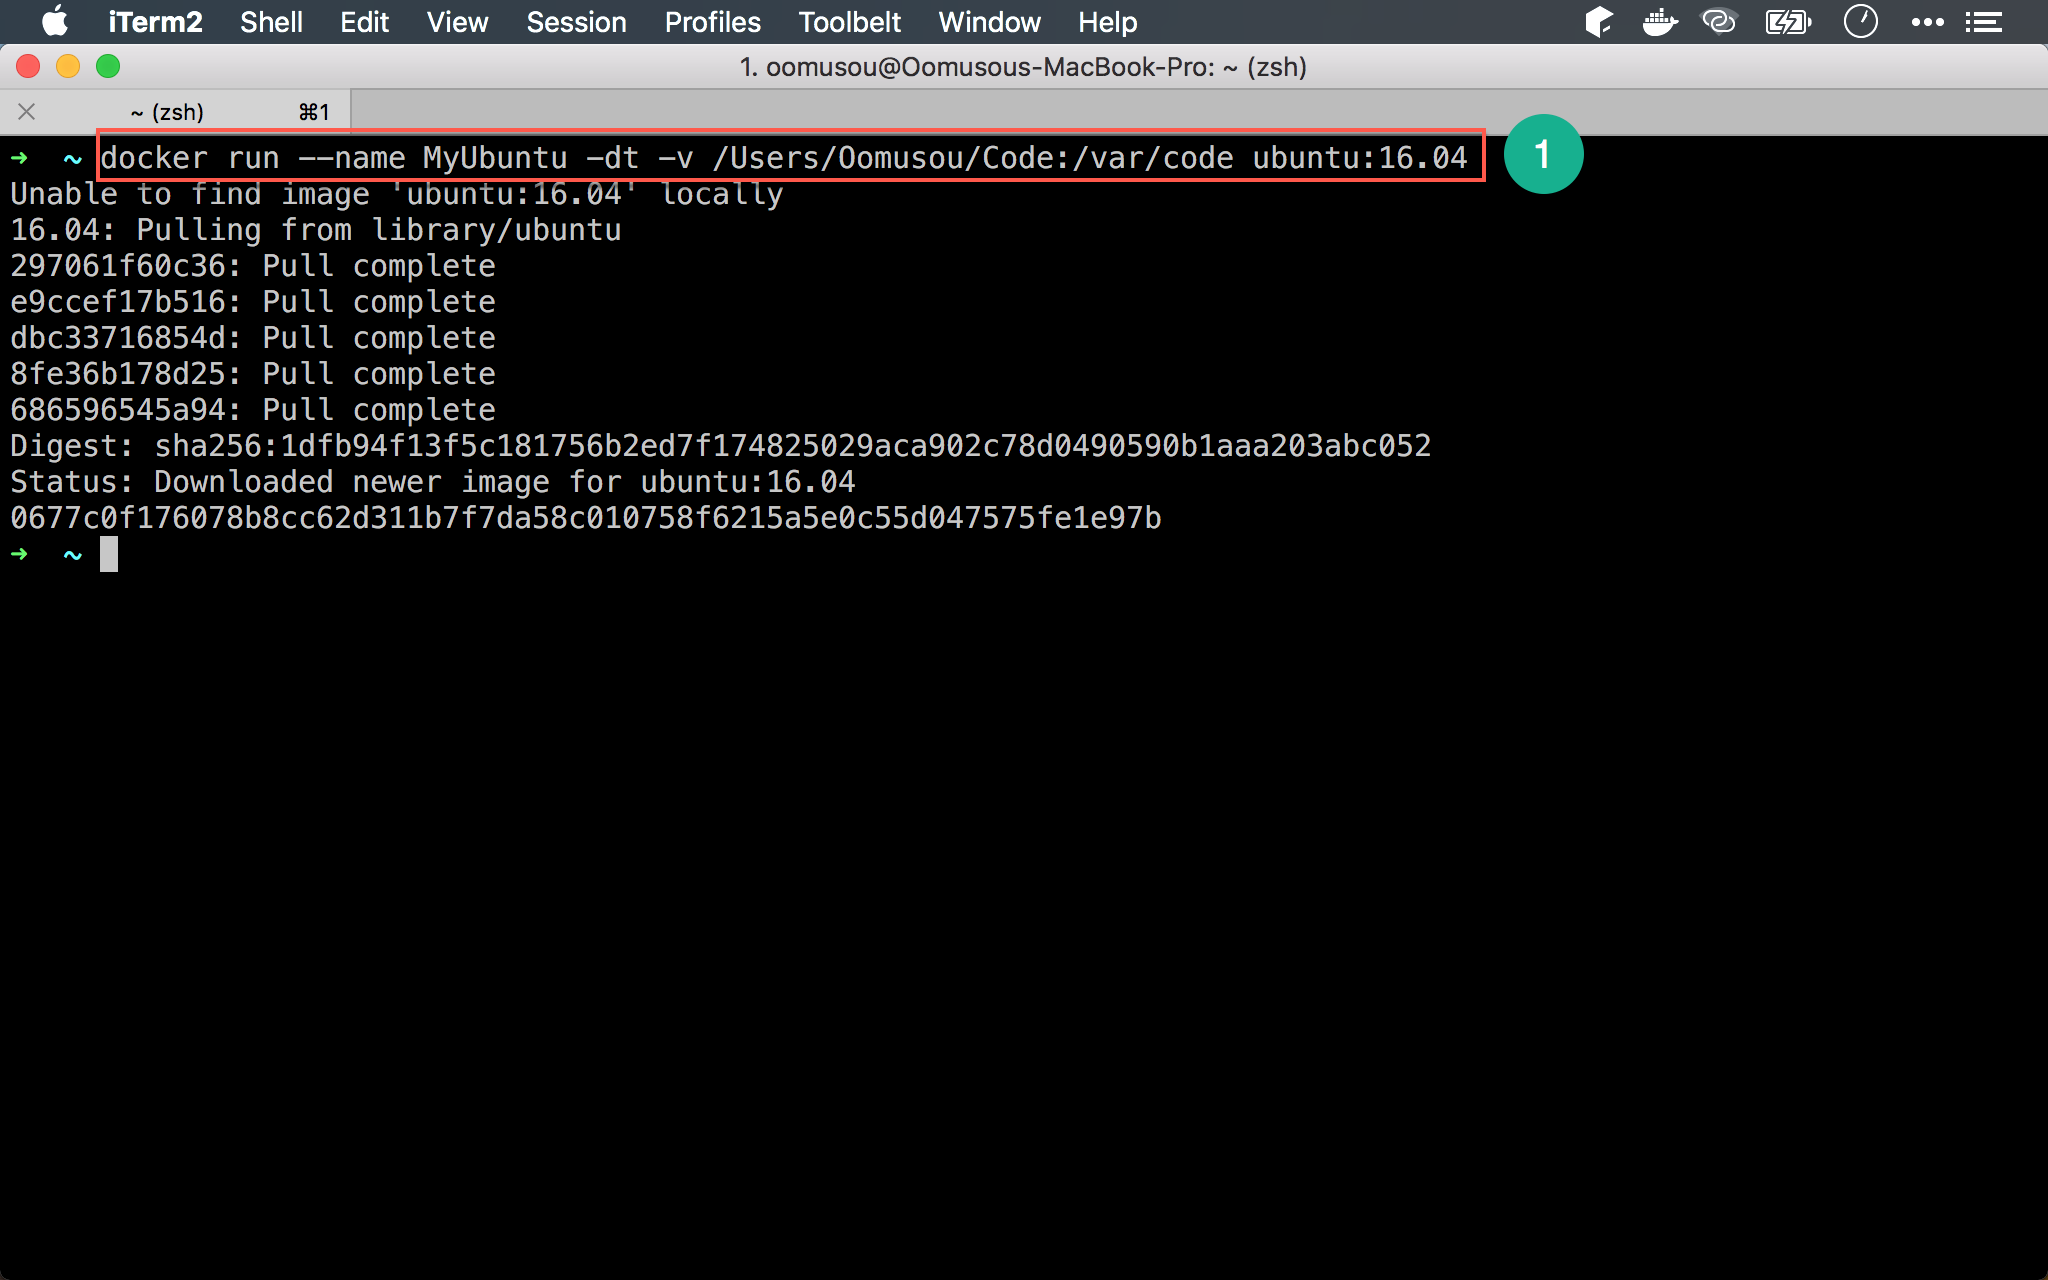 iTerm2 Shell Edit View Session Profiles Toolbelt Window Help
1. oomusou@Oomusous-MacBook-Pro: ~ (zsh)
~ (zsh) ⌘1
➜ ~ docker run --name MyUbuntu -dt -v /Users/Oomusou/Code:/var/code ubuntu:16.04
1
Unable to find image 'ubuntu:16.04' locally
16.04: Pulling from library/ubuntu
297061f60c36: Pull complete
e9ccef17b516: Pull complete
dbc33716854d: Pull complete
8fe36b178d25: Pull complete
686596545a94: Pull complete
Digest: sha256:1dfb94f13f5c181756b2ed7f174825029aca902c78d0490590b1aaa203abc052
Status: Downloaded newer image for ubuntu:16.04
0677c0f176078b8cc62d311b7f7da58c010758f6215a5e0c55d047575fe1e97b
➜ ~